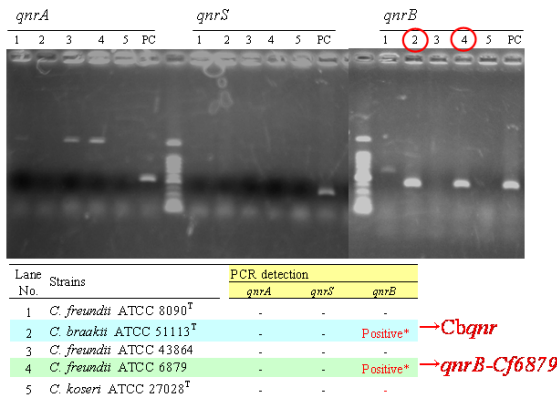 qnrA qnrS qnrB
1 2 3 4 5 PC 1 2 3 4 5 PC 1 2 3 4 5 PC
Lane No. Strains PCR detection
qnrA qnrS qnrB
1 C. freundii ATCC 8090T - - -
2 C. braakii ATCC 51113T - - Positive* →Cbqnr
3 C. freundii ATCC 43864 - - -
4 C. freundii ATCC 6879 - - Positive* →qnrB-Cf6879
5 C. koseri ATCC 27028T - - -